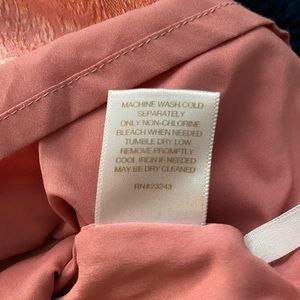 MACHINE WASH COLD
SEPARATELY
ONLY NON-CHLORINE
BLEACH WHEN NEEDED
TUMBLE DRY LOW
REMOVE PROMPTLY
COOL IRON IF NEEDED
MAY BE DRY CLEANED
RN#23243